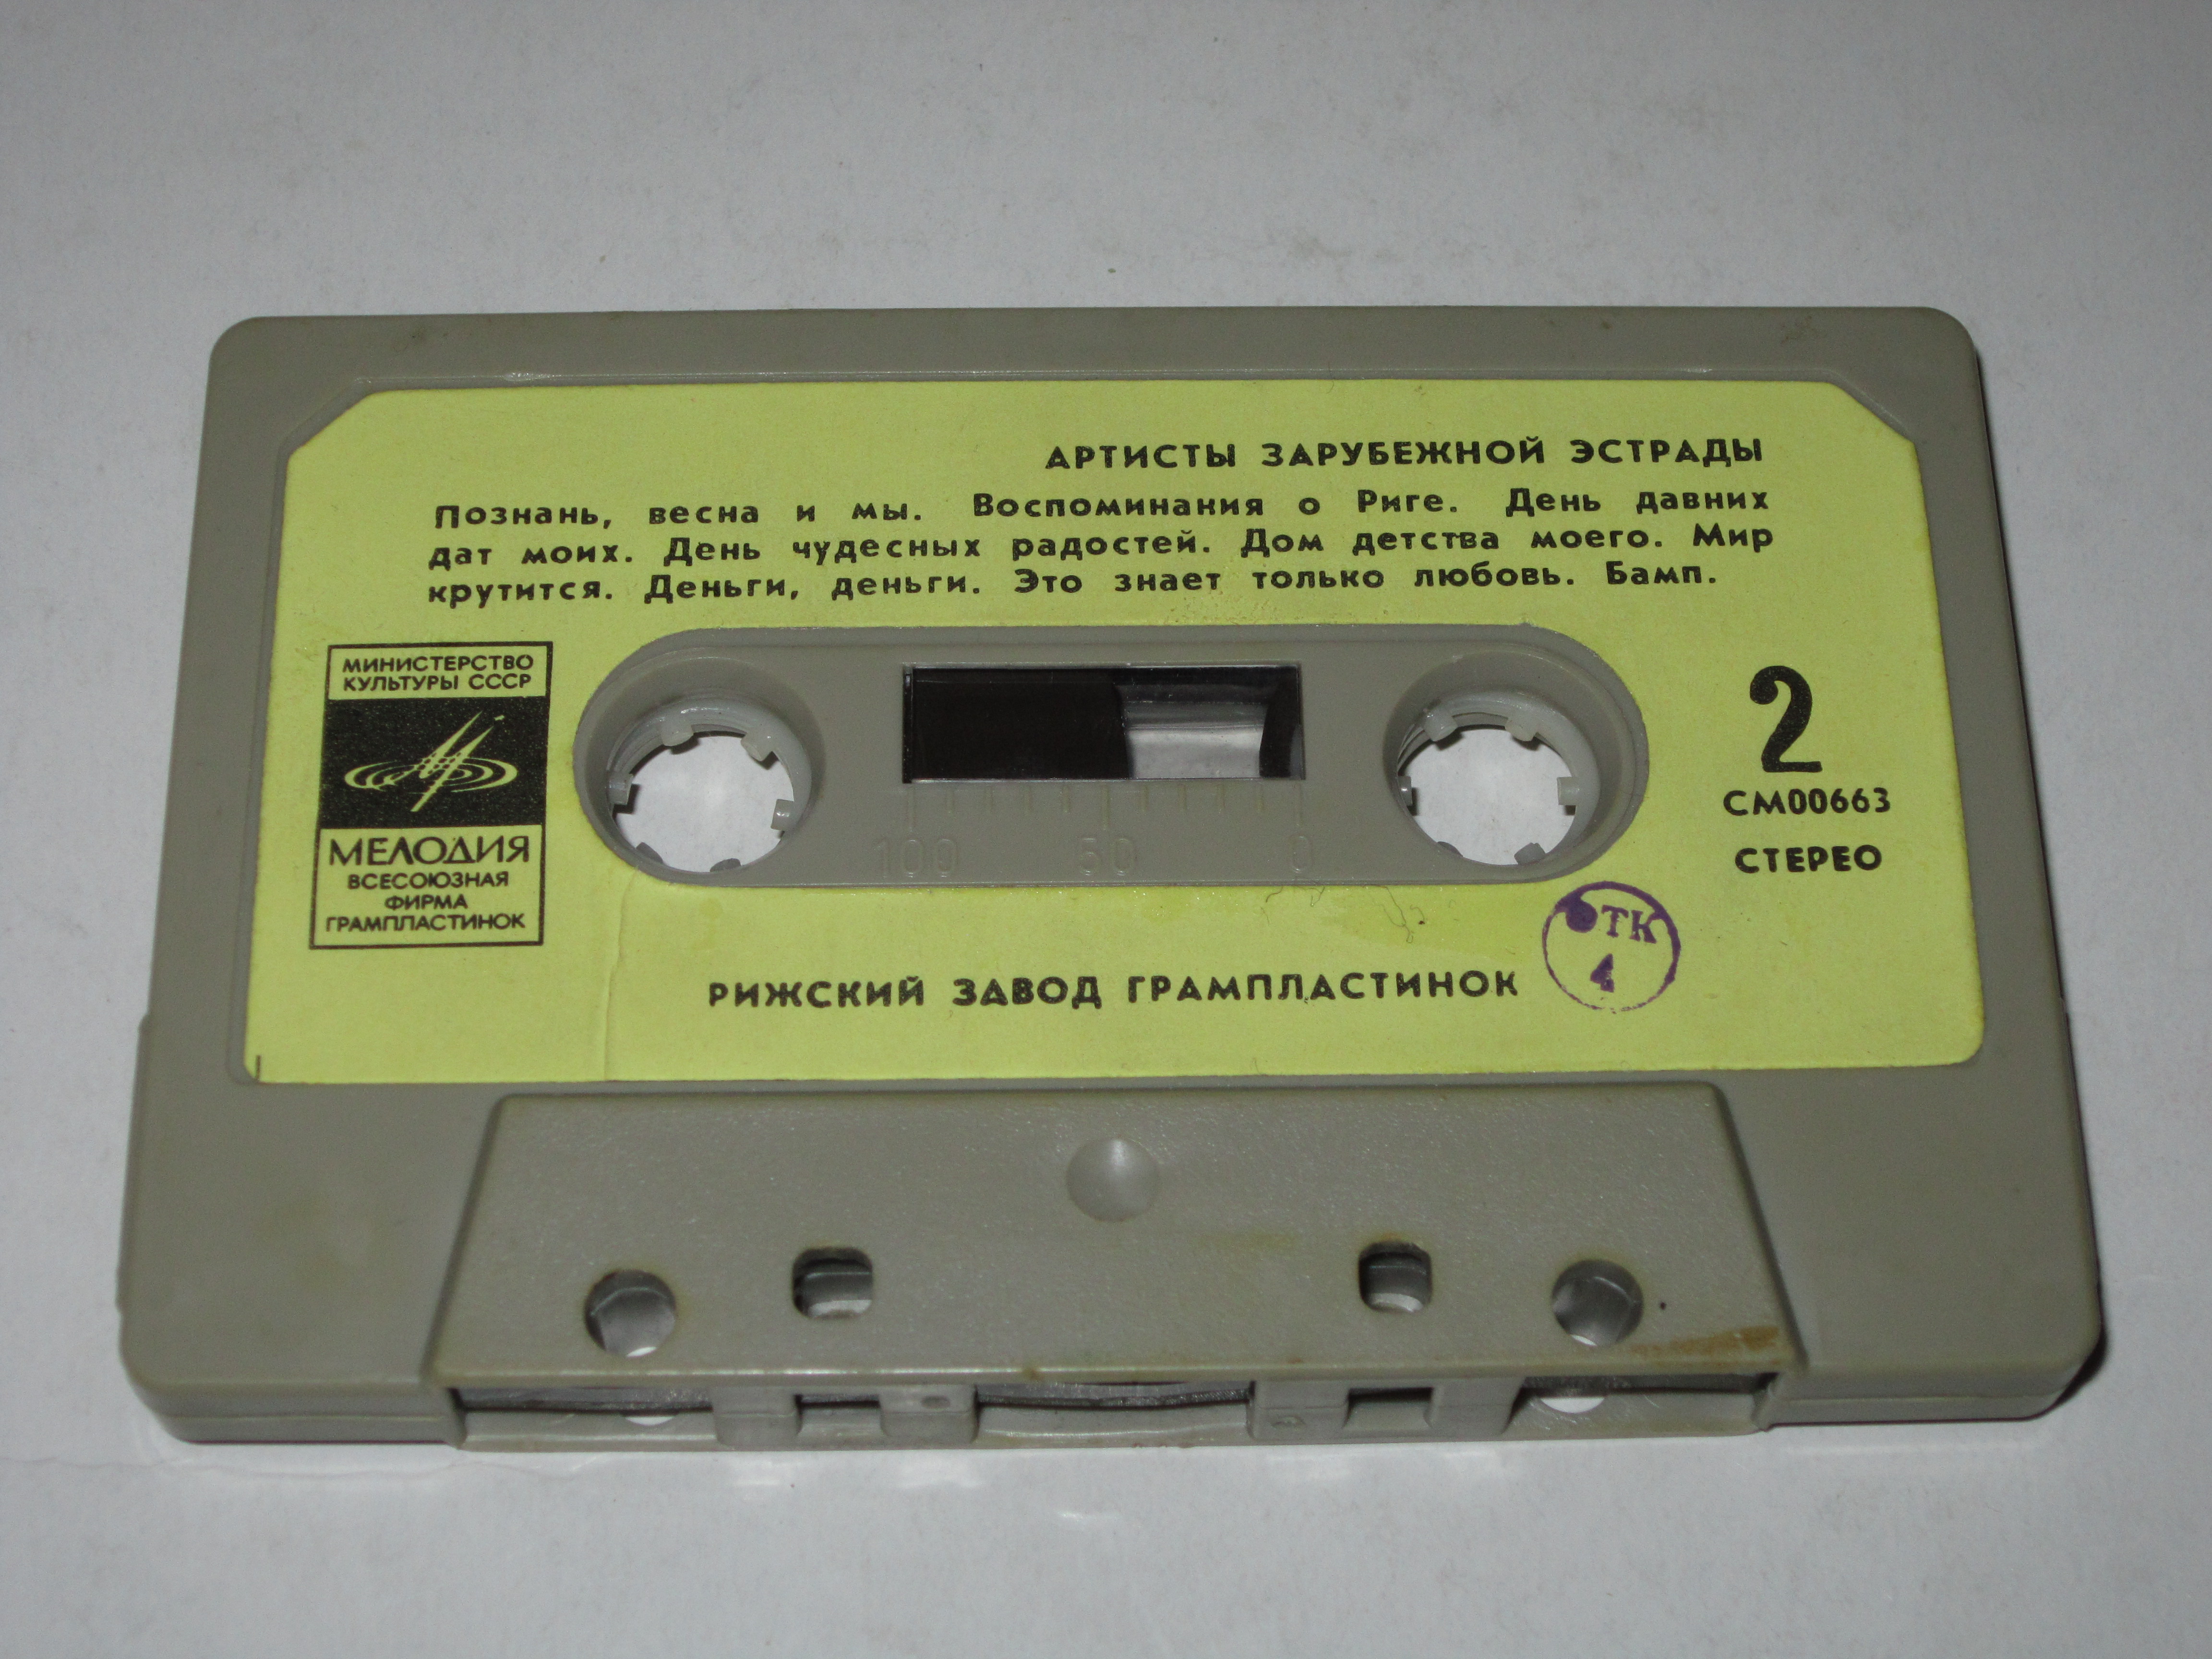 АРТИСТЫ ЗАРУБЕЖНОЙ ЭСТРАДЫ
Познань, весна и мы. Воспоминания о Риге. День давних
дат моих. День чудесных радостей. Дом детства моего. Мир
крутится. Деньги, деньги. Это знает только любовь. Бамп.
МИНИСТЕРСТВО
КУЛЬТУРЫ СССР
МЕЛОДИЯ
ВСЕСОЮЗНАЯ
ФИРМА
ГРАМПЛАСТИНОК
100 50 0
2
СМ00663
СТЕРЕО
ОТК
4
РИЖСКИЙ ЗАВОД ГРАМПЛАСТИНОК